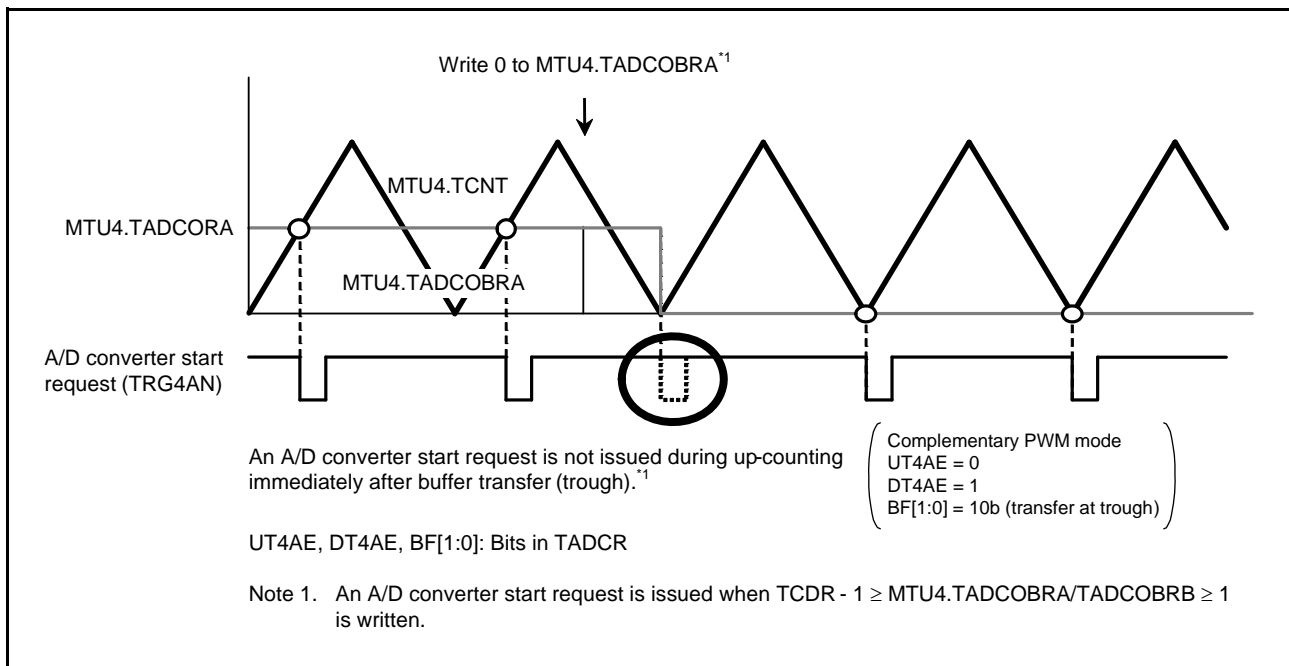 Write 0 to MTU4.TADCOBRA*1
MTU4.TCNT
MTU4.TADCORA
MTU4.TADCOBRA
A/D converter start
request (TRG4AN)
An A/D converter start request is not issued during up-counting
immediately after buffer transfer (trough).*1
Complementary PWM mode
UT4AE = 0
DT4AE = 1
BF[1:0] = 10b (transfer at trough)
UT4AE, DT4AE, BF[1:0]: Bits in TADCR
Note 1. An A/D converter start request is issued when TCDR - 1 ≥ MTU4.TADCOBRA/TADCOBRB ≥ 1
is written.